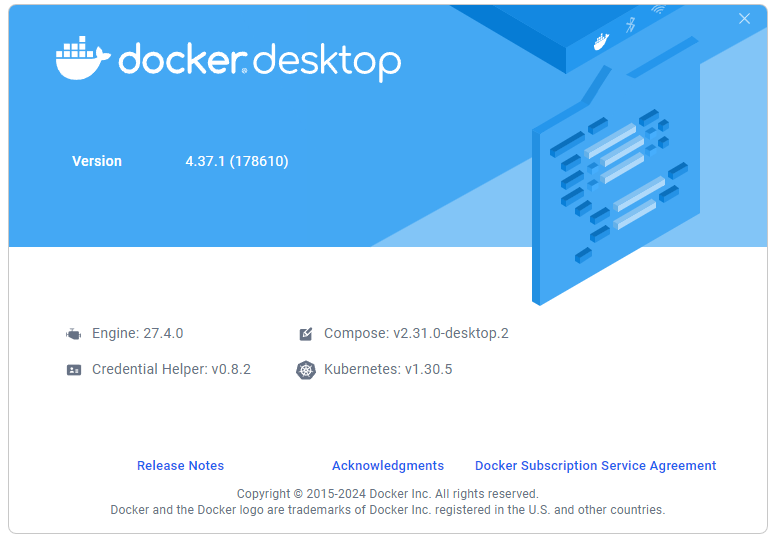 docker® desktop
Version 4.37.1 (178610)
Engine: 27.4.0 Compose: v2.31.0-desktop.2
Credential Helper: v0.8.2 Kubernetes: v1.30.5
Release Notes Acknowledgments Docker Subscription Service Agreement
Copyright © 2015-2024 Docker Inc. All rights reserved.
Docker and the Docker logo are trademarks of Docker Inc. registered in the U.S. and other countries.